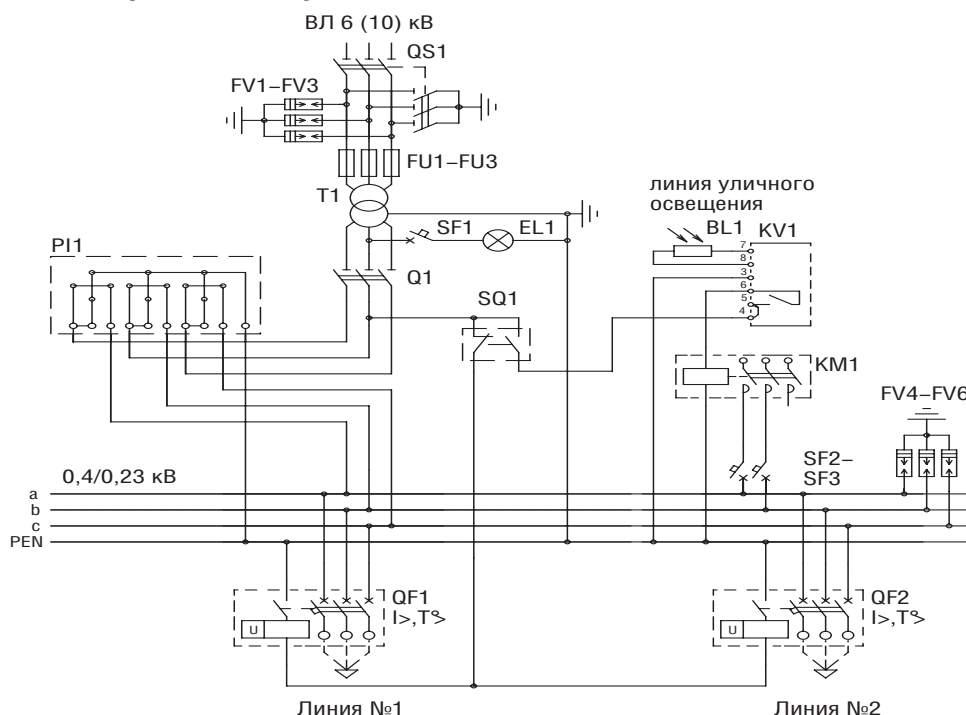 ВЛ 6 (10) кВ
QS1
FV1–FV3
FU1–FU3
T1
линия уличного
освещения
SF1
EL1
BL1
KV1
7
8
3
6
5
4
PI1
Q1
SQ1
KM1
FV4–FV6
SF2–
SF3
0,4/0,23 кВ
a
b
c
PEN
QF1
I>,T°>
U
QF2
I>,T°>
U
Линия №1
Линия №2